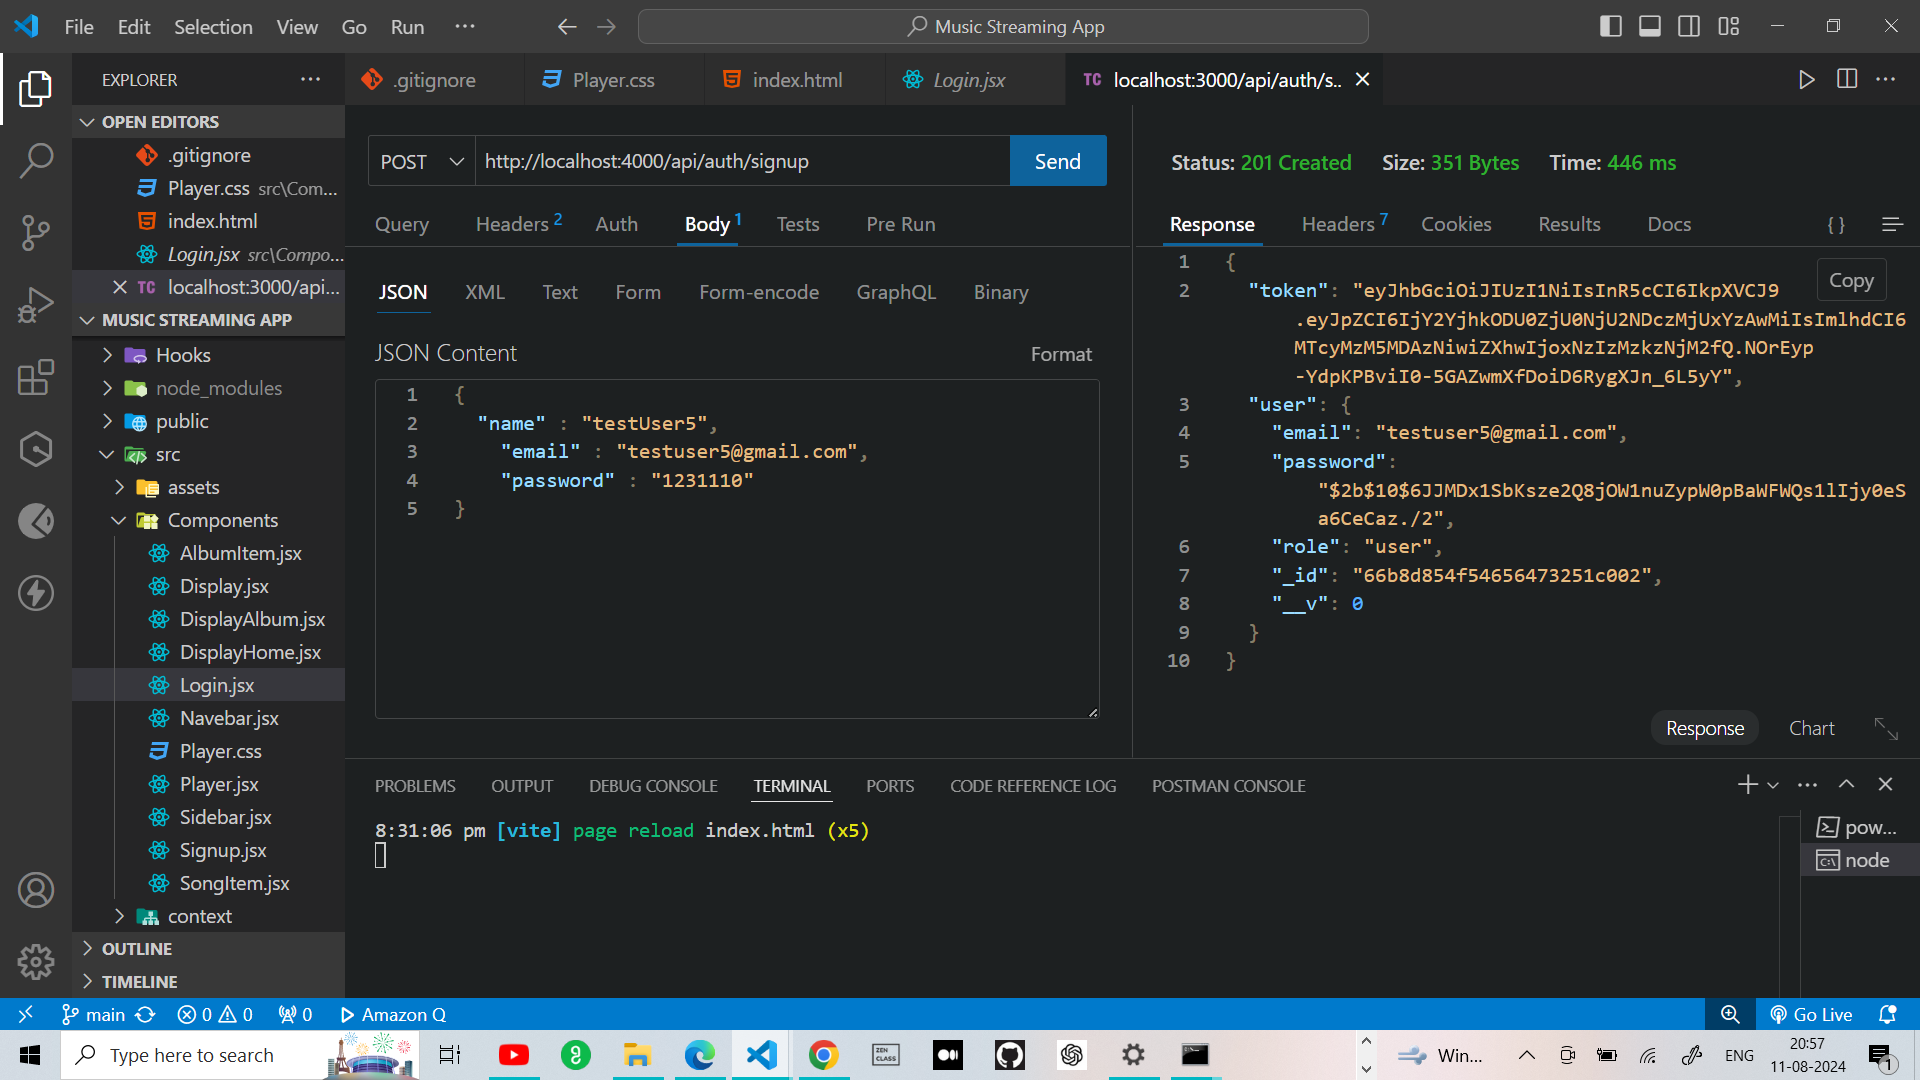 File Edit Selection View Go Run ··· Music Streaming App
EXPLORER ···
.gitignore Player.css index.html Login.jsx TC localhost:3000/api/auth/s..
OPEN EDITORS
.gitignore
Player.css src\Com...
index.html
Login.jsx src\Compo...
TC localhost:3000/api...
MUSIC STREAMING APP
Hooks
node_modules
public
src
assets
Components
AlbumItem.jsx
Display.jsx
DisplayAlbum.jsx
DisplayHome.jsx
Login.jsx
Navebar.jsx
Player.css
Player.jsx
Sidebar.jsx
Signup.jsx
SongItem.jsx
context
OUTLINE
TIMELINE
POST http://localhost:4000/api/auth/signup Send
Query Headers 2 Auth Body 1 Tests Pre Run
JSON XML Text Form Form-encode GraphQL Binary
JSON Content Format
1 {
2 "name" : "testUser5",
3 "email" : "testuser5@gmail.com",
4 "password" : "1231110"
5 }
Status: 201 Created Size: 351 Bytes Time: 446 ms
Response Headers 7 Cookies Results Docs { }
1 {
Copy
2 "token": "eyJhbGciOiJIUzI1NiIsInR5cCI6IkpXVCJ9
.eyJpZCI6IjY2YjhkODU0ZjU0NjU2NDczMjUxYzAwMiIsImlhdCI6
MTcyMzM5MDAzNiwiZXhwIjoxNzIzMzkzNjM2fQ.NOrEyp
-YdpKPBviI0-5GAZwmXfDoiD6RygXJn_6L5yY",
3 "user": {
4 "email": "testuser5@gmail.com",
5 "password":
"$2b$10$6JJMDx1SbKsze2Q8jOW1nuZypW0pBaWFWQs1lIjy0eS
a6CeCaz./2",
6 "role": "user",
7 "_id": "66b8d854f54656473251c002",
8 "__v": 0
9 }
10 }
Response Chart
PROBLEMS OUTPUT DEBUG CONSOLE TERMINAL PORTS CODE REFERENCE LOG POSTMAN CONSOLE
8:31:06 pm [vite] page reload index.html (x5)
pow...
node
main 0 0 0 Amazon Q Go Live
Type here to search
ZEN CLASS
Win... ENG
20:57
11-08-2024
1